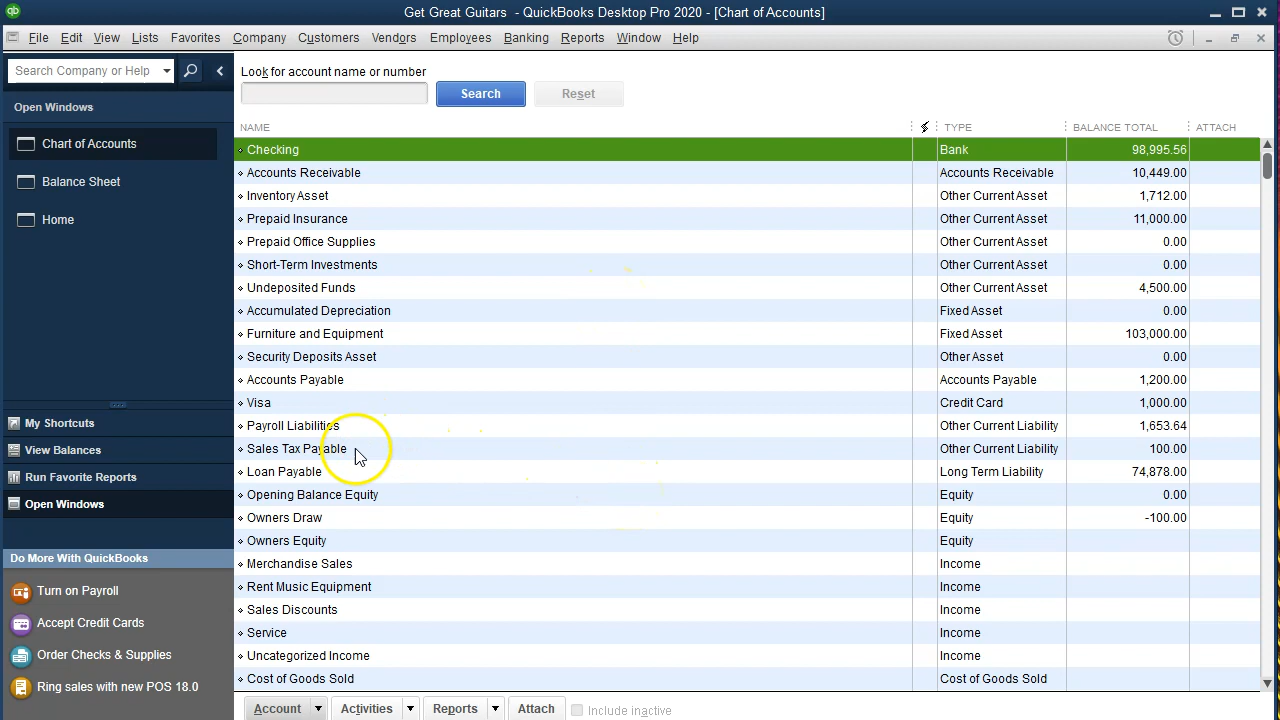 Get Great Guitars - QuickBooks Desktop Pro 2020 - [Chart of Accounts]
File Edit View Lists Favorites Company Customers Vendors Employees Banking Reports Window Help
Search Company or Help
Open Windows
Chart of Accounts
Balance Sheet
Home
My Shortcuts
View Balances
Run Favorite Reports
Open Windows
Do More With QuickBooks
Turn on Payroll
Accept Credit Cards
Order Checks & Supplies
Ring sales with new POS 18.0
Look for account name or number
Search Reset
NAME TYPE BALANCE TOTAL ATTACH
Checking Bank 98,995.56
Accounts Receivable Accounts Receivable 10,449.00
Inventory Asset Other Current Asset 1,712.00
Prepaid Insurance Other Current Asset 11,000.00
Prepaid Office Supplies Other Current Asset 0.00
Short-Term Investments Other Current Asset 0.00
Undeposited Funds Other Current Asset 4,500.00
Accumulated Depreciation Fixed Asset 0.00
Furniture and Equipment Fixed Asset 103,000.00
Security Deposits Asset Other Asset 0.00
Accounts Payable Accounts Payable 1,200.00
Visa Credit Card 1,000.00
Payroll Liabilities Other Current Liability 1,653.64
Sales Tax Payable Other Current Liability 100.00
Loan Payable Long Term Liability 74,878.00
Opening Balance Equity Equity 0.00
Owners Draw Equity -100.00
Owners Equity Equity
Merchandise Sales Income
Rent Music Equipment Income
Sales Discounts Income
Service Income
Uncategorized Income Income
Cost of Goods Sold Cost of Goods Sold
Account Activities Reports Attach Include inactive